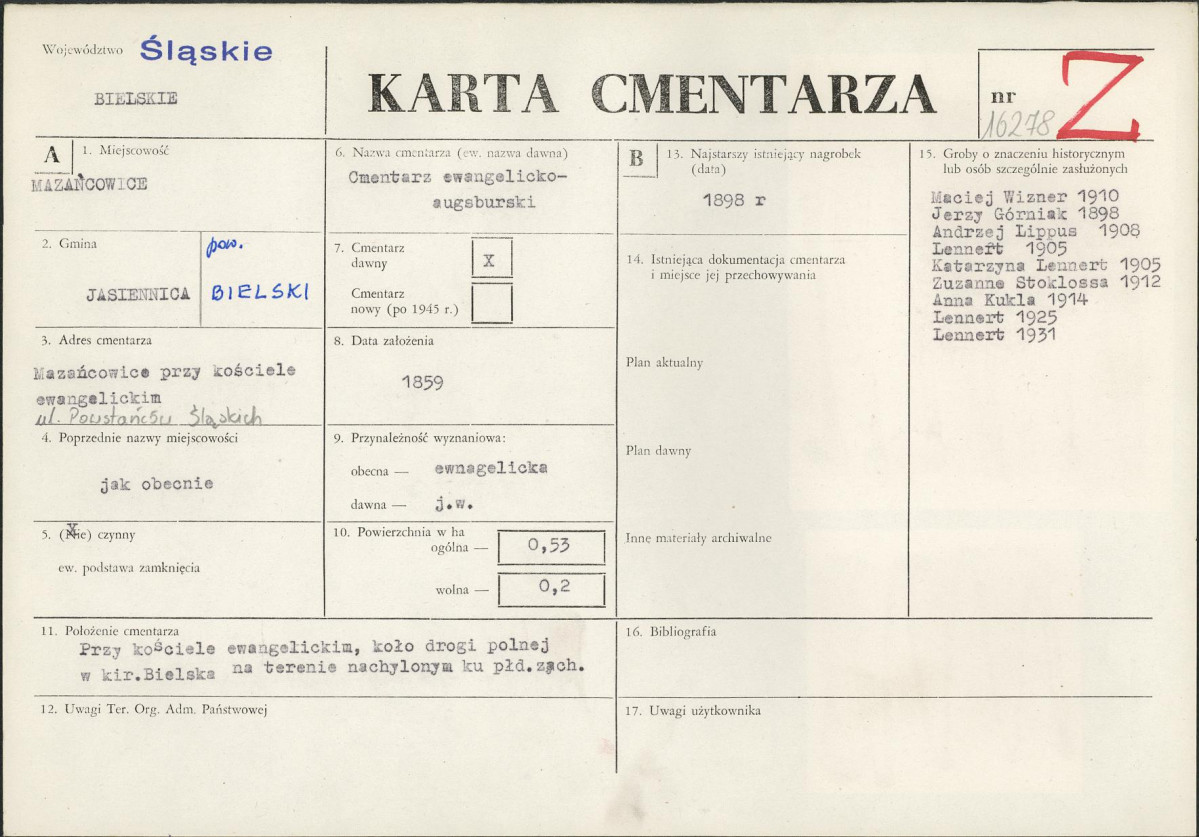 Województwo Śląskie
BIELSKIE
KARTA CMENTARZA
nr
16278
Z
A
1. Miejscowość
MAZAŃCOWICE
2. Gmina
pow.
JASIENNICA BIELSKI
3. Adres cmentarza
Mazańcowice przy kościele
ewangelickim
ul. Powstańców Śląskich
4. Poprzednie nazwy miejscowości
jak obecnie
5. (Nie) czynny
ew. podstawa zamknięcia
6. Nazwa cmentarza (ew. nazwa dawna)
Cmentarz ewangelicko-
augsburski
7. Cmentarz
dawny
X
Cmentarz
nowy (po 1945 r.)
8. Data założenia
1859
9. Przynależność wyznaniowa:
obecna — ewnagelicka
dawna — j.w.
10. Powierzchnia w ha
ogólna — 0,53
wolna — 0,2
B
13. Najstarszy istniejący nagrobek
(data)
1898 r
14. Istniejąca dokumentacja cmentarza
i miejsce jej przechowywania
Plan aktualny
Plan dawny
Inne materiały archiwalne
15. Groby o znaczeniu historycznym
lub osób szczególnie zasłużonych
Maciej Wizner 1910
Jerzy Górniak 1898
Andrzej Lippus 1908
Lennert 1905
Katarzyna Lennert 1905
Zuzanne Stoklossa 1912
Anna Kukla 1914
Lennert 1925
Lennert 1931
11. Położenie cmentarza
Przy kościele ewangelickim, koło drogi polnej
w kir.Bielska na terenie nachylonym ku płd.zach.
12. Uwagi Ter. Org. Adm. Państwowej
16. Bibliografia
17. Uwagi użytkownika